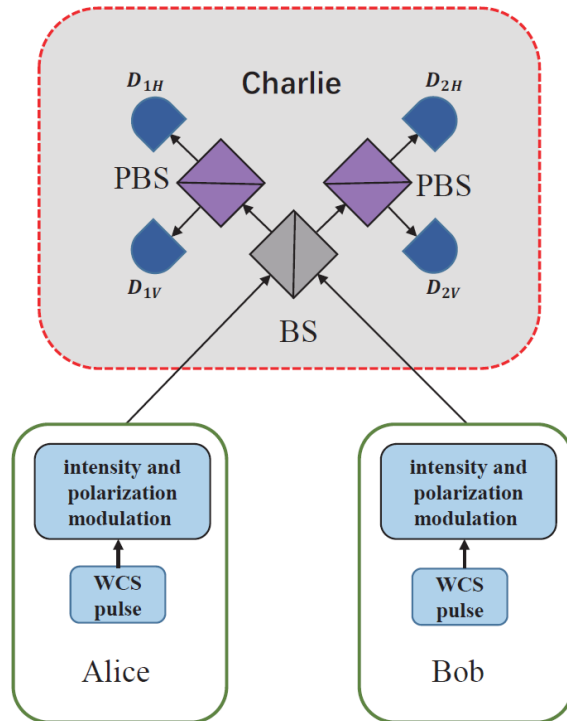 Charlie
D1H
D2H
PBS
PBS
D1V
D2V
BS
intensity and
polarization
modulation
WCS
pulse
Alice
intensity and
polarization
modulation
WCS
pulse
Bob